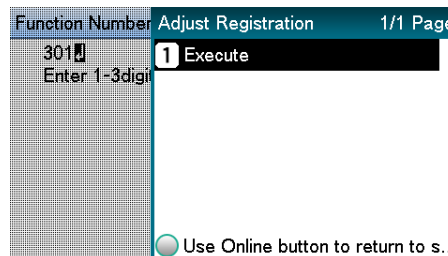 Function Number
301
Enter 1-3digi
Adjust Registration 1/1 Page
1 Execute
Use Online button to return to s..